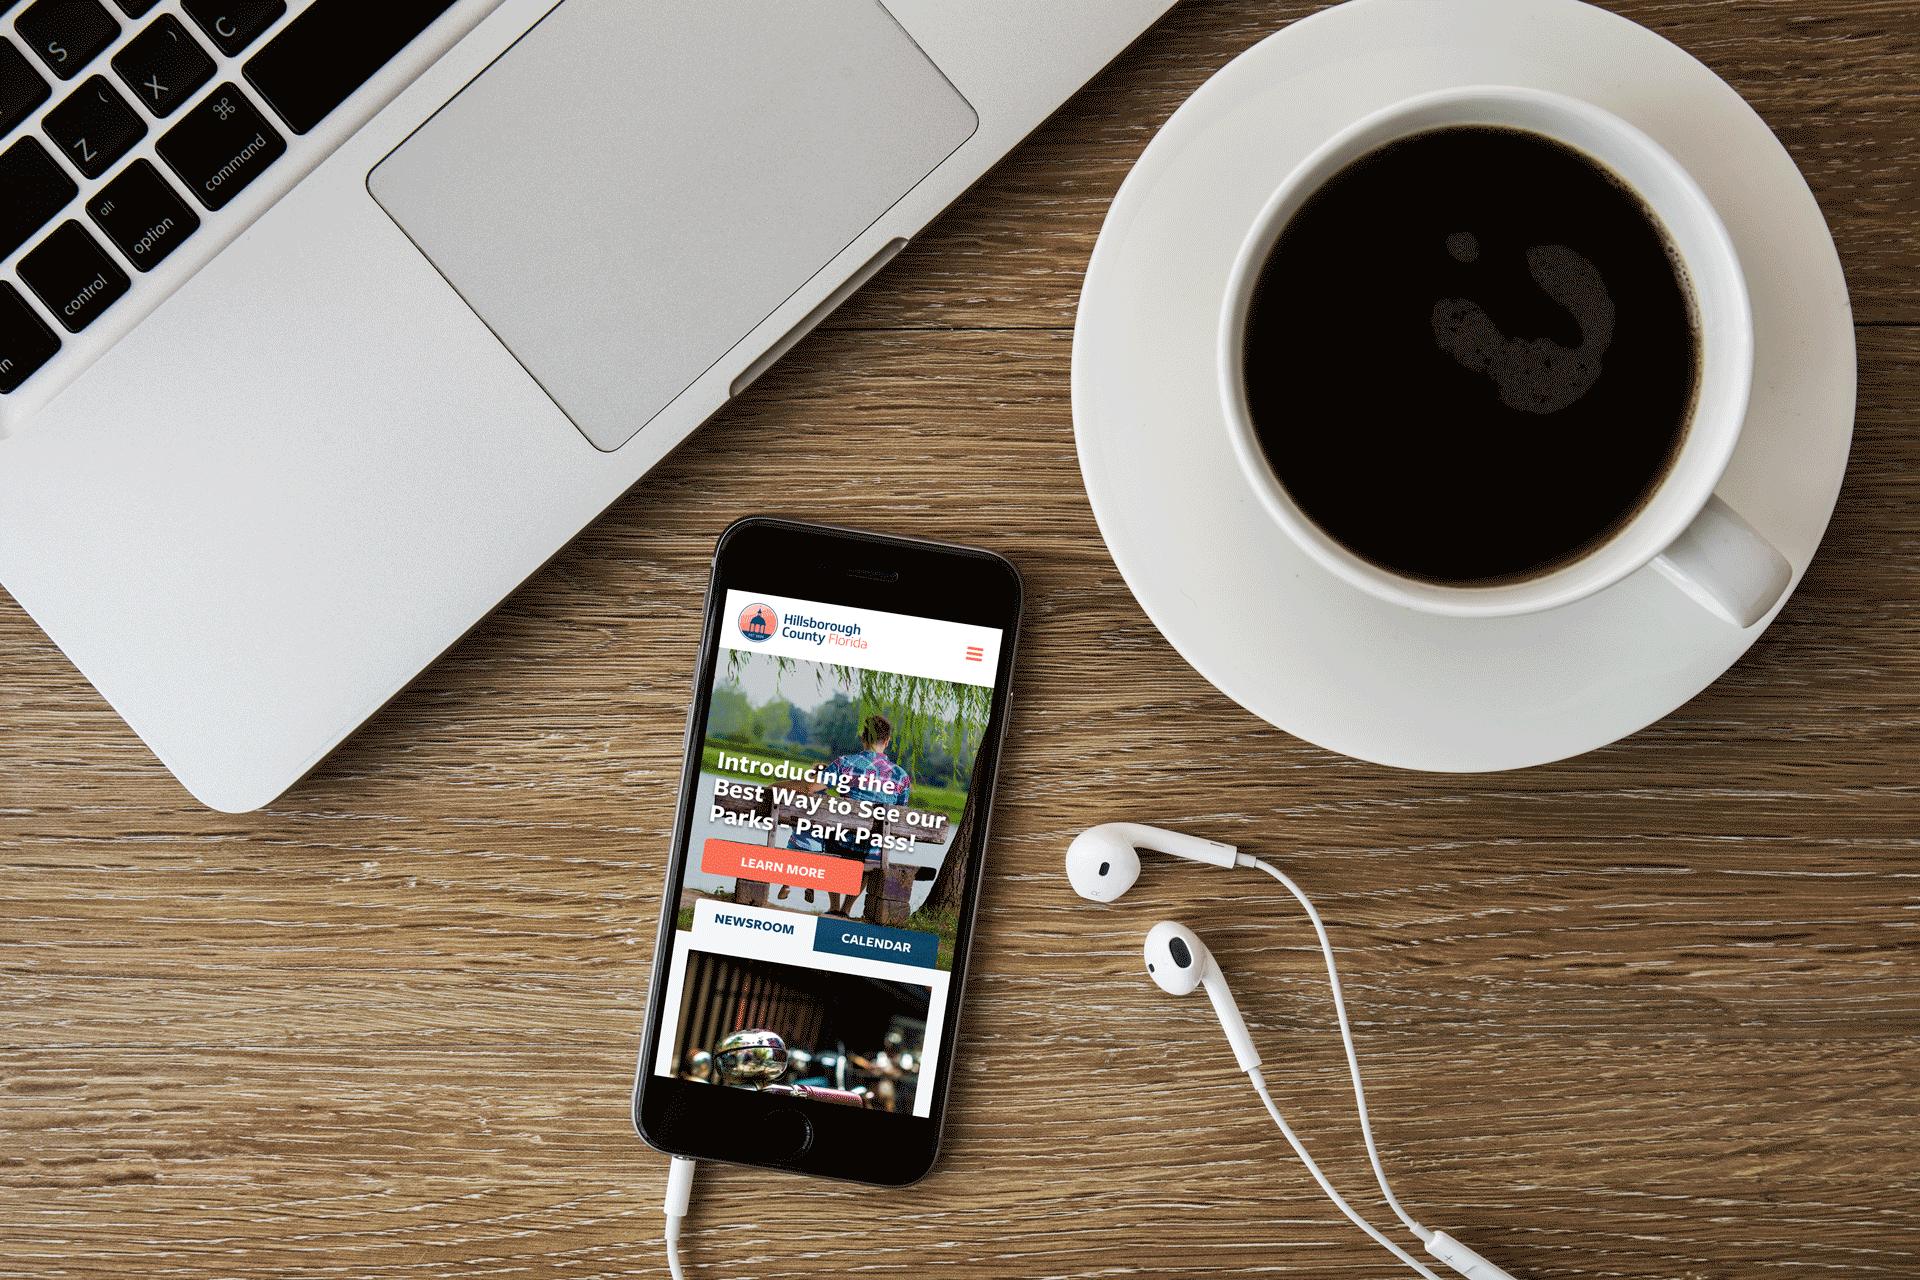 S
X
C
Z
⌘
command
alt
option
control
Hillsborough
County Florida
Introducing the
Best Way to See our
Parks - Park Pass!
LEARN MORE
NEWSROOM
CALENDAR